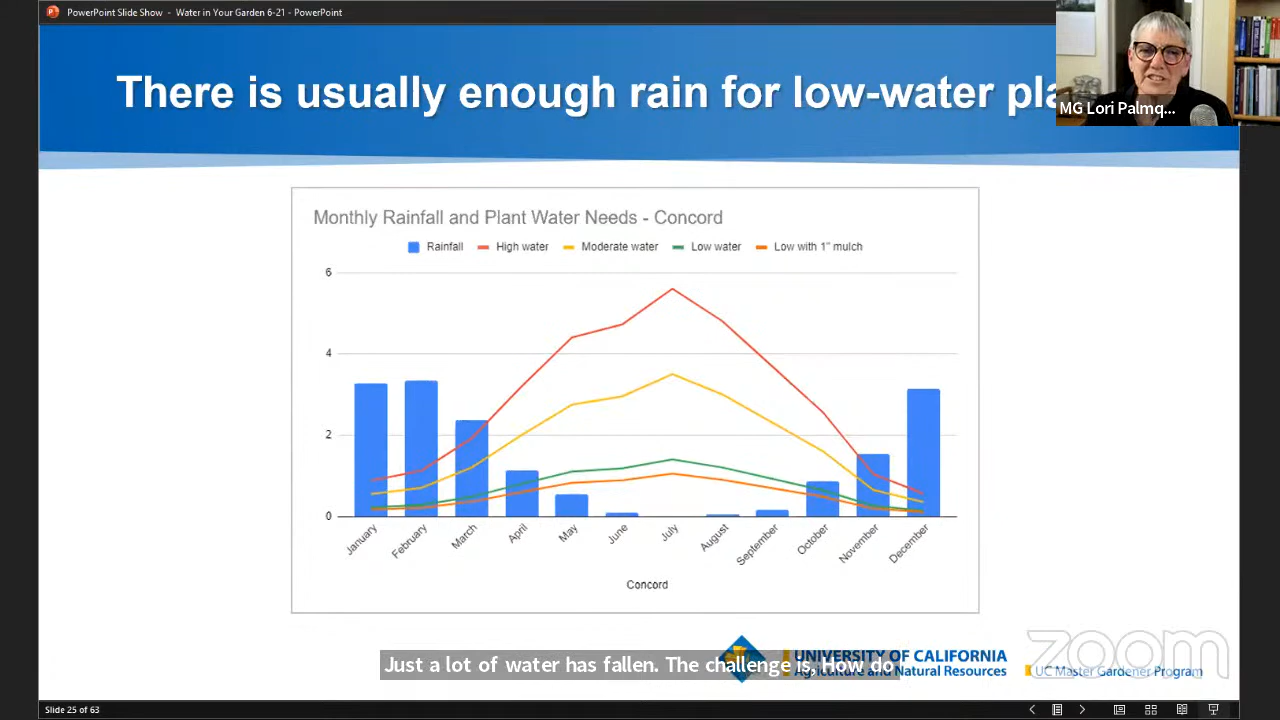 PowerPoint Slide Show - Water in Your Garden 6-21 - PowerPoint
There is usually enough rain for low-water
MG Lori Palmq...
Monthly Rainfall and Plant Water Needs - Concord
Rainfall High water Moderate water Low water Low with 1" mulch
6
4
2
0
January February March April May June July August September October November December
Concord
Just a lot of water has fallen. The challenge is, How do
UNIVERSITY OF CALIFORNIA
Agriculture and Natural Resources
UC Master Gardener Program
zoom
Slide 25 of 63